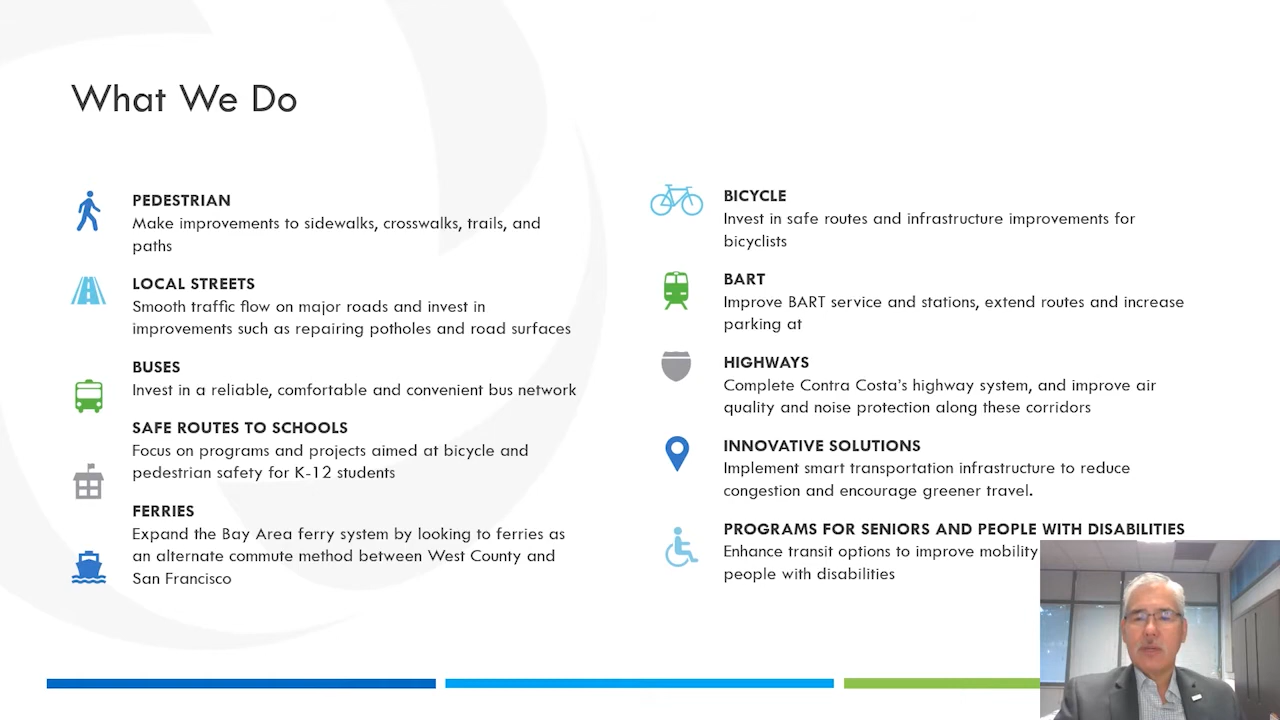 What We Do
PEDESTRIAN
Make improvements to sidewalks, crosswalks, trails, and
paths
LOCAL STREETS
Smooth traffic flow on major roads and invest in
improvements such as repairing potholes and road surfaces
BUSES
Invest in a reliable, comfortable and convenient bus network
SAFE ROUTES TO SCHOOLS
Focus on programs and projects aimed at bicycle and
pedestrian safety for K-12 students
FERRIES
Expand the Bay Area ferry system by looking to ferries as
an alternate commute method between West County and
San Francisco
BICYCLE
Invest in safe routes and infrastructure improvements for
bicyclists
BART
Improve BART service and stations, extend routes and increase
parking at
HIGHWAYS
Complete Contra Costa's highway system, and improve air
quality and noise protection along these corridors
INNOVATIVE SOLUTIONS
Implement smart transportation infrastructure to reduce
congestion and encourage greener travel.
PROGRAMS FOR SENIORS AND PEOPLE WITH DISABILITIES
Enhance transit options to improve mobility
people with disabilities